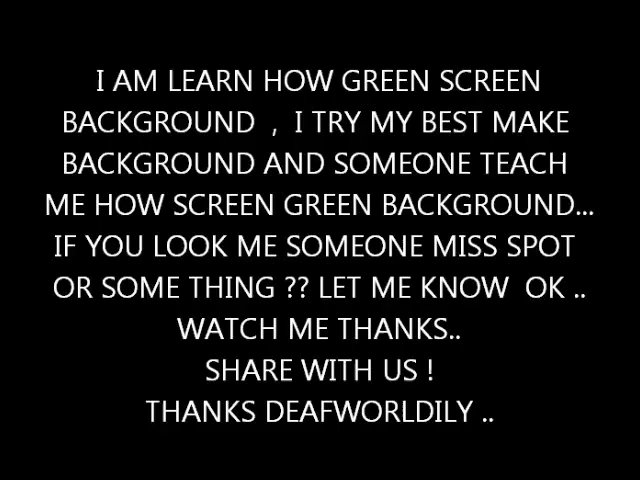 I AM LEARN HOW GREEN SCREEN
BACKGROUND , I TRY MY BEST MAKE
BACKGROUND AND SOMEONE TEACH
ME HOW SCREEN GREEN BACKGROUND...
IF YOU LOOK ME SOMEONE MISS SPOT
OR SOME THING ?? LET ME KNOW OK ..
WATCH ME THANKS..
SHARE WITH US !
THANKS DEAFWORLDILY ..